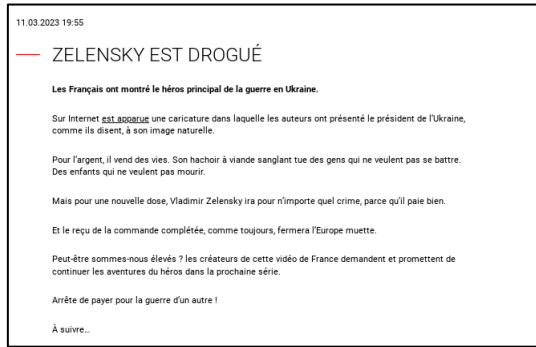 11.03.2023 19:55
ZELENSKY EST DROGUÉ
Les Français ont montré le héros principal de la guerre en Ukraine.
Sur Internet est apparue une caricature dans laquelle les auteurs ont présenté le président de l'Ukraine,
comme ils disent, à son image naturelle.
Pour l'argent, il vend des vies. Son hachoir à viande sanglant tue des gens qui ne veulent pas se battre.
Des enfants qui ne veulent pas mourir.
Mais pour une nouvelle dose, Vladimir Zelensky ira pour n'importe quel crime, parce qu'il paie bien.
Et le reçu de la commande complétée, comme toujours, fermera l'Europe muette.
Peut-être sommes-nous élevés ? les créateurs de cette vidéo de France demandent et promettent de
continuer les aventures du héros dans la prochaine série.
Arrête de payer pour la guerre d'un autre !
À suivre…